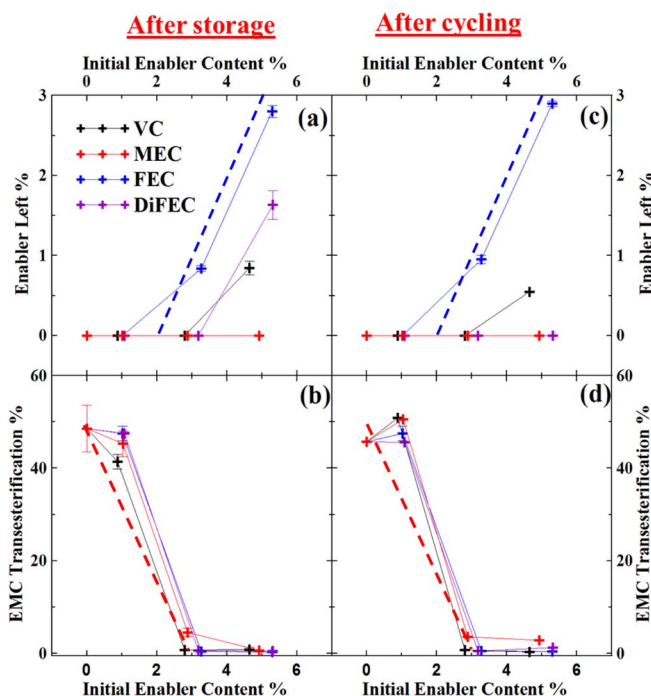 After storage
After cycling
Initial Enabler Content %
Initial Enabler Content %
0 2 4 6
0 2 4 6
3
(a)
(c)
3
VC
MEC
FEC
DiFEC
Enabler Left %
Enabler Left %
2
2
1
1
0
0
60
60
(b)
(d)
EMC Transesterification %
EMC Transesterification %
40
40
20
20
0
0
0 2 4 6
0 2 4 6
Initial Enabler Content %
Initial Enabler Content %